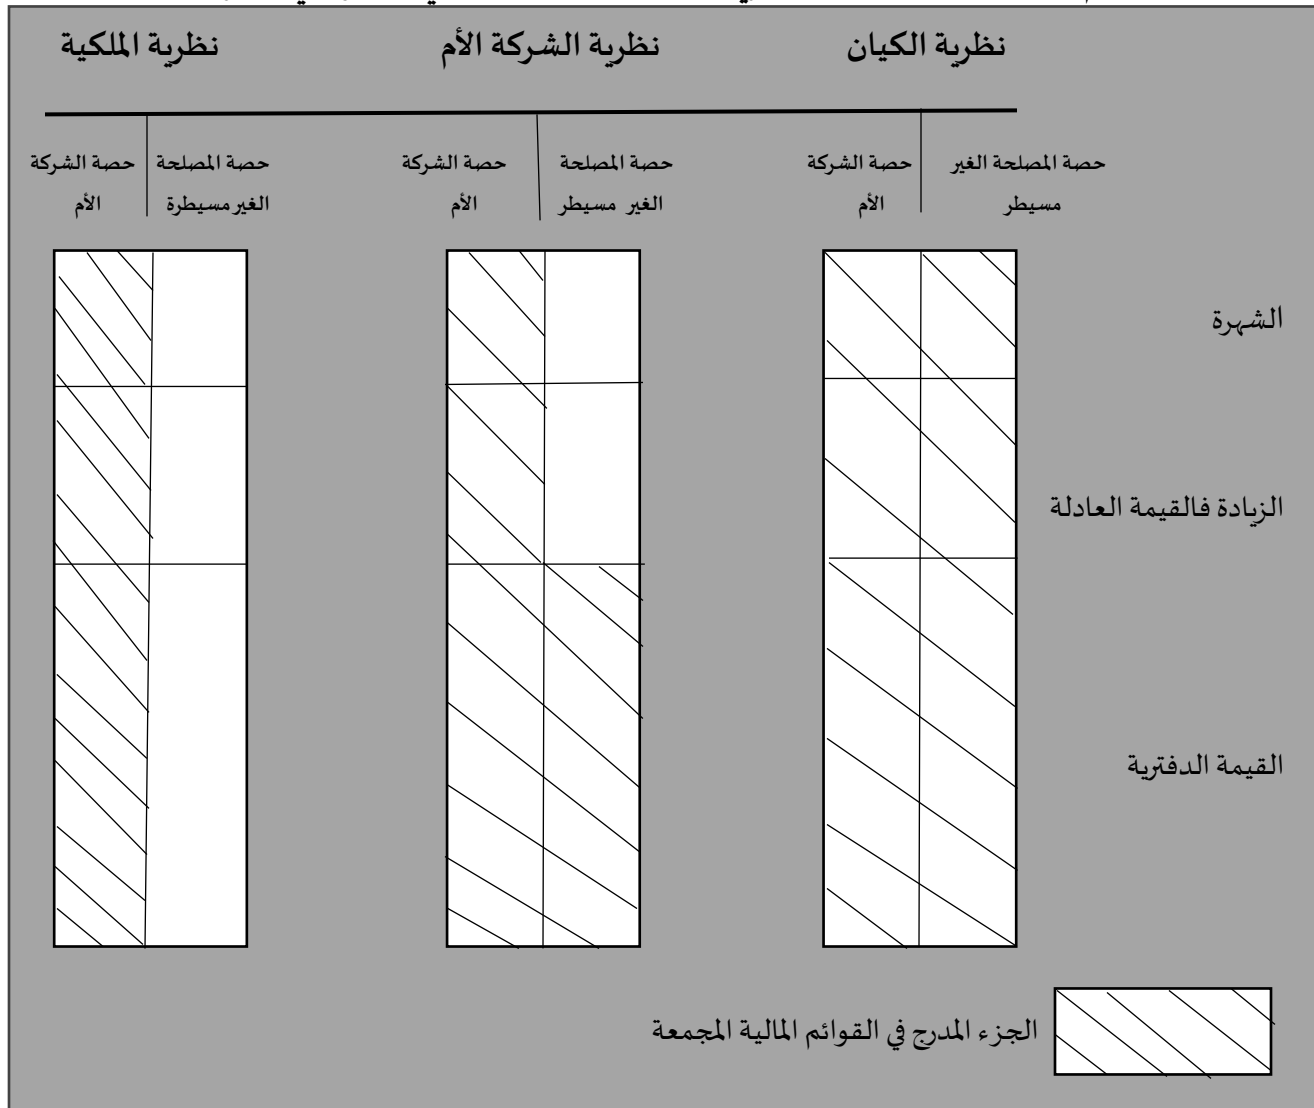 نظرية الكيان
نظرية الشركة الأم
نظرية الملكية
حصة المصلحة الغير
مسيطر
حصة الشركة
الأم
حصة المصلحة
الغير مسيطر
حصة الشركة
الأم
حصة المصلحة
الغير مسيطرة
حصة الشركة
الأم
الشهرة
الزيادة فالقيمة العادلة
القيمة الدفترية
الجزء المدرج في القوائم المالية المجمعة